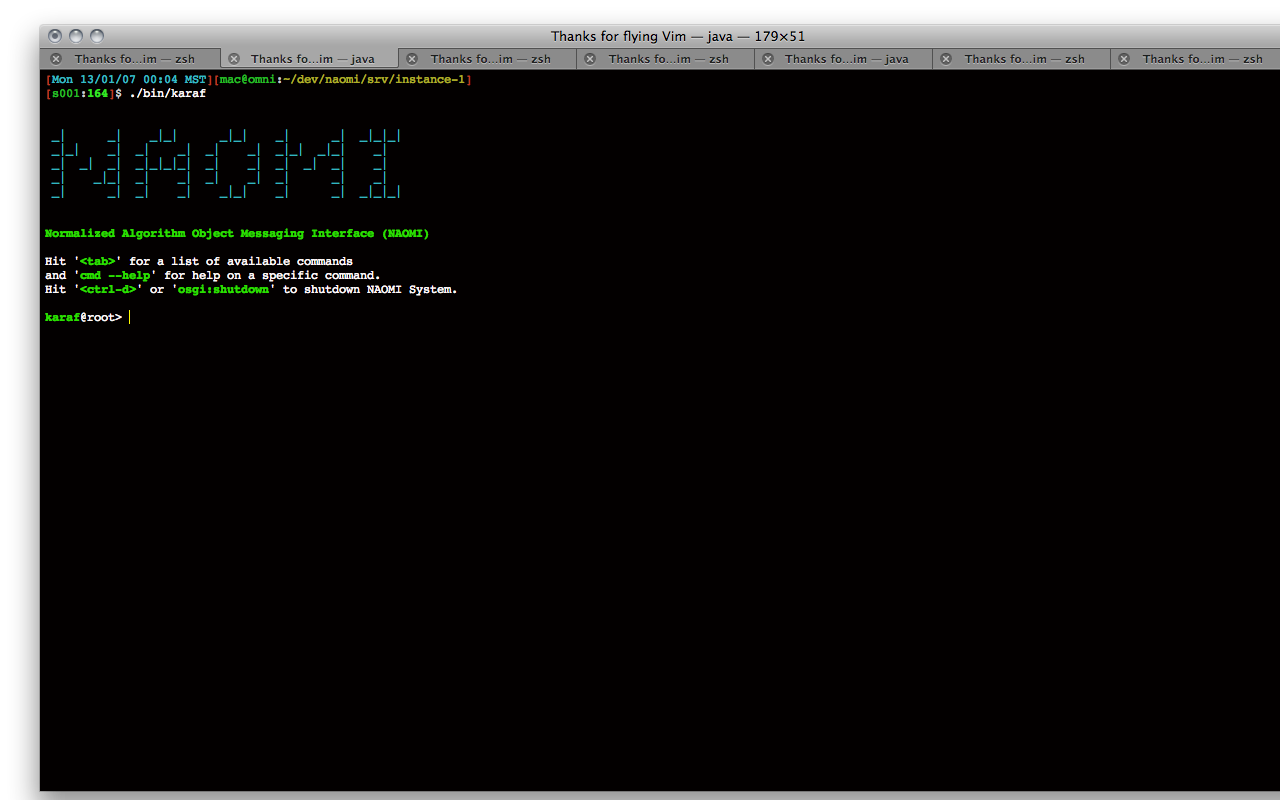 Thanks for flying Vim — java — 179×51
Thanks fo...im — zsh
Thanks fo...im — java
Thanks fo...im — zsh
Thanks fo...im — zsh
Thanks fo...im — java
Thanks fo...im — zsh
Thanks fo...im — zsh
[Mon 13/01/07 00:04 MST][mac@omni:~/dev/naomi/srv/instance-1]
[s001:164]$ ./bin/karaf
NAOMI
Normalized Algorithm Object Messaging Interface (NAOMI)
Hit '<tab>' for a list of available commands
and 'cmd --help' for help on a specific command.
Hit '<ctrl-d>' or 'osgi:shutdown' to shutdown NAOMI System.
karaf@root>